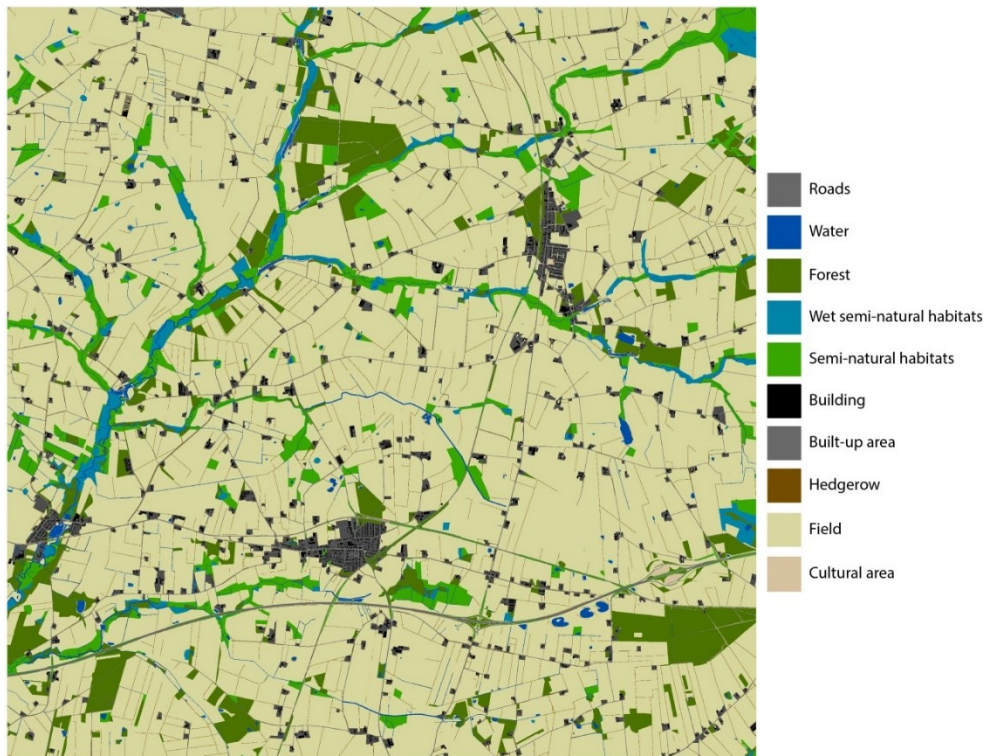 Roads
Water
Forest
Wet semi-natural habitats
Semi-natural habitats
Building
Built-up area
Hedgerow
Field
Cultural area